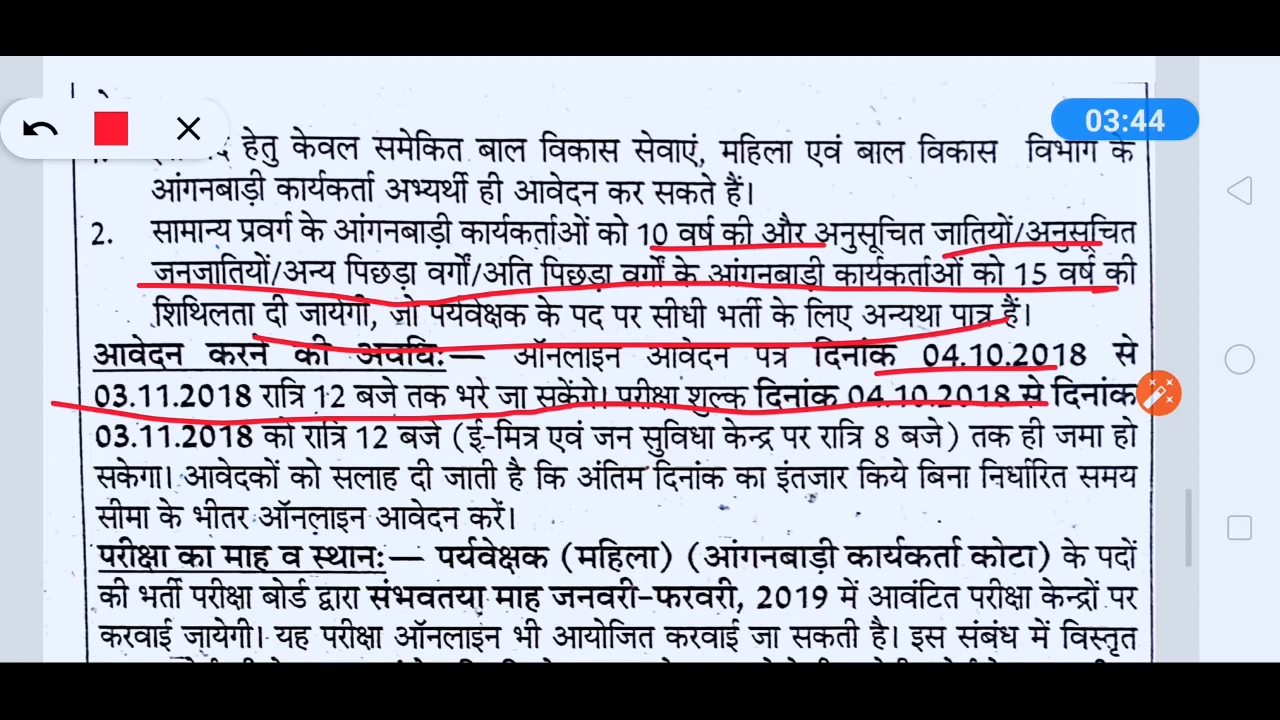 03:44
हेतु केवल समेकित बाल विकास सेवाएं, महिला एवं बाल विकास विभाग के
आंगनबाड़ी कार्यकर्ता अभ्यर्थी ही आवेदन कर सकते हैं।
2. सामान्य प्रवर्ग के आंगनबाड़ी कार्यकर्ताओं को 10 वर्ष की और अनुसूचित जातियों/अनुसूचित
जनजातियों/अन्य पिछड़ा वर्गों/अति पिछड़ा वर्गों के आंगनबाड़ी कार्यकर्ताओं को 15 वर्ष की
शिथिलता दी जायेगी, जो पर्यवेक्षक के पद पर सीधी भर्ती के लिए अन्यथा पात्र हैं।
आवेदन करने की अवधिः— ऑनलाइन आवेदन पत्र दिनांक 04.10.2018 से
03.11.2018 रात्रि 12 बजे तक भरे जा सकेंगे। परीक्षा शुल्क दिनांक 04.10.2018 से दिनांक
03.11.2018 को रात्रि 12 बजे (ई-मित्र एवं जन सुविधा केन्द्र पर रात्रि 8 बजे) तक ही जमा हो
सकेगा। आवेदकों को सलाह दी जाती है कि अंतिम दिनांक का इंतजार किये बिना निर्धारित समय
सीमा के भीतर ऑनलाइन आवेदन करें।
परीक्षा का माह व स्थानः— पर्यवेक्षक (महिला) (आंगनबाड़ी कार्यकर्ता कोटा) के पदों
की भर्ती परीक्षा बोर्ड द्वारा संभवतया माह जनवरी-फरवरी, 2019 में आवंटित परीक्षा केन्द्रों पर
करवाई जायेगी। यह परीक्षा ऑनलाइन भी आयोजित करवाई जा सकती है। इस संबंध में विस्तृत